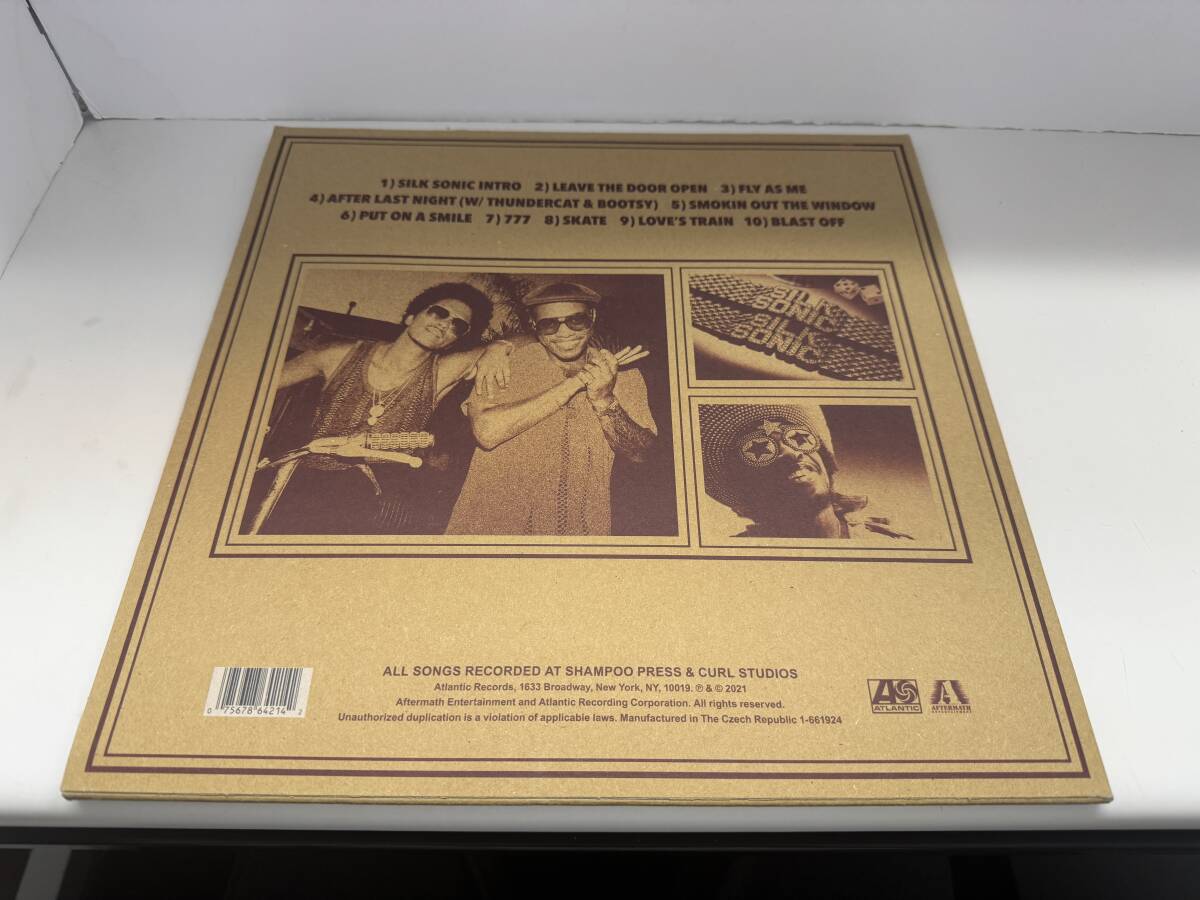 1) SILK SONIC INTRO 2) LEAVE THE DOOR OPEN 3) FLY AS ME
4) AFTER LAST NIGHT (W/ THUNDERCAT & BOOTSY) 5) SMOKIN OUT THE WINDOW
6) PUT ON A SMILE 7) 777 8) SKATE 9) LOVE'S TRAIN 10) BLAST OFF
SILK
SONIC
SILK
SONIC
ALL SONGS RECORDED AT SHAMPOO PRESS & CURL STUDIOS
Atlantic Records, 1633 Broadway, New York, NY, 10019. ℗ & © 2021
Aftermath Entertainment and Atlantic Recording Corporation. All rights reserved.
Unauthorized duplication is a violation of applicable laws. Manufactured in The Czech Republic 1-661924
0 75678 64214 2
ATLANTIC
AFTERMATH
ENTERTAINMENT